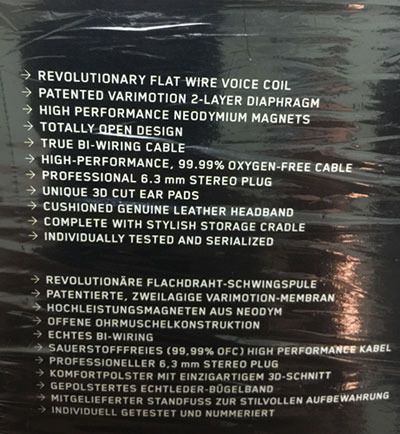 → REVOLUTIONARY FLAT WIRE VOICE COIL
→ PATENTED VARIMOTION 2-LAYER DIAPHRAGM
→ HIGH PERFORMANCE NEODYMIUM MAGNETS
→ TOTALLY OPEN DESIGN
→ TRUE BI-WIRING CABLE
→ HIGH-PERFORMANCE, 99.99% OXYGEN-FREE CABLE
→ PROFESSIONAL 6.3 mm STEREO PLUG
→ UNIQUE 3D CUT EAR PADS
→ CUSHIONED GENUINE LEATHER HEADBAND
→ COMPLETE WITH STYLISH STORAGE CRADLE
→ INDIVIDUALLY TESTED AND SERIALIZED
→ REVOLUTIONÄRE FLACHDRAHT-SCHWINGSPULE
→ PATENTIERTE, ZWEILAGIGE VARIMOTION-MEMBRAN
→ HOCHLEISTUNGSMAGNETEN AUS NEODYM
→ OFFENE OHRMUSCHELKONSTRUKTION
→ ECHTES BI-WIRING
→ SAUERSTOFFFREIES (99,99% OFC) HIGH PERFORMANCE KABEL
→ PROFESSIONELLER 6,3 mm STEREO PLUG
→ KOMFORTPOLSTER MIT EINZIGARTIGEM 3D-SCHNITT
→ GEPOLSTERTES ECHTLEDER-BÜGELBAND
→ MITGELIEFERTER STANDFUSS ZUR STILVOLLEN AUFBEWAHRUNG
→ INDIVIDUELL GETESTET UND NUMMERIERT